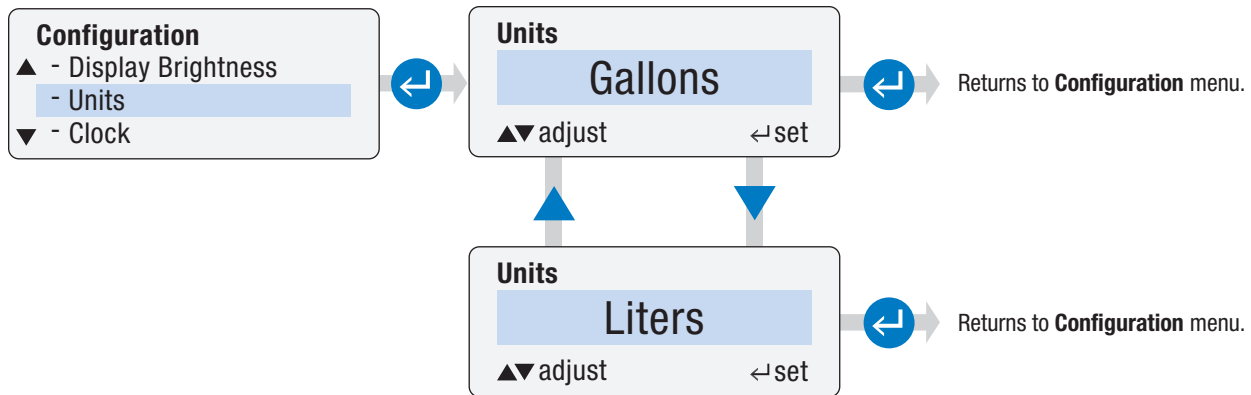 Configuration
▲ - Display Brightness
- Units
▼ - Clock
Units
Gallons
▲▼ adjust ↵ set
Returns to Configuration menu.
Units
Liters
▲▼ adjust ↵ set
Returns to Configuration menu.